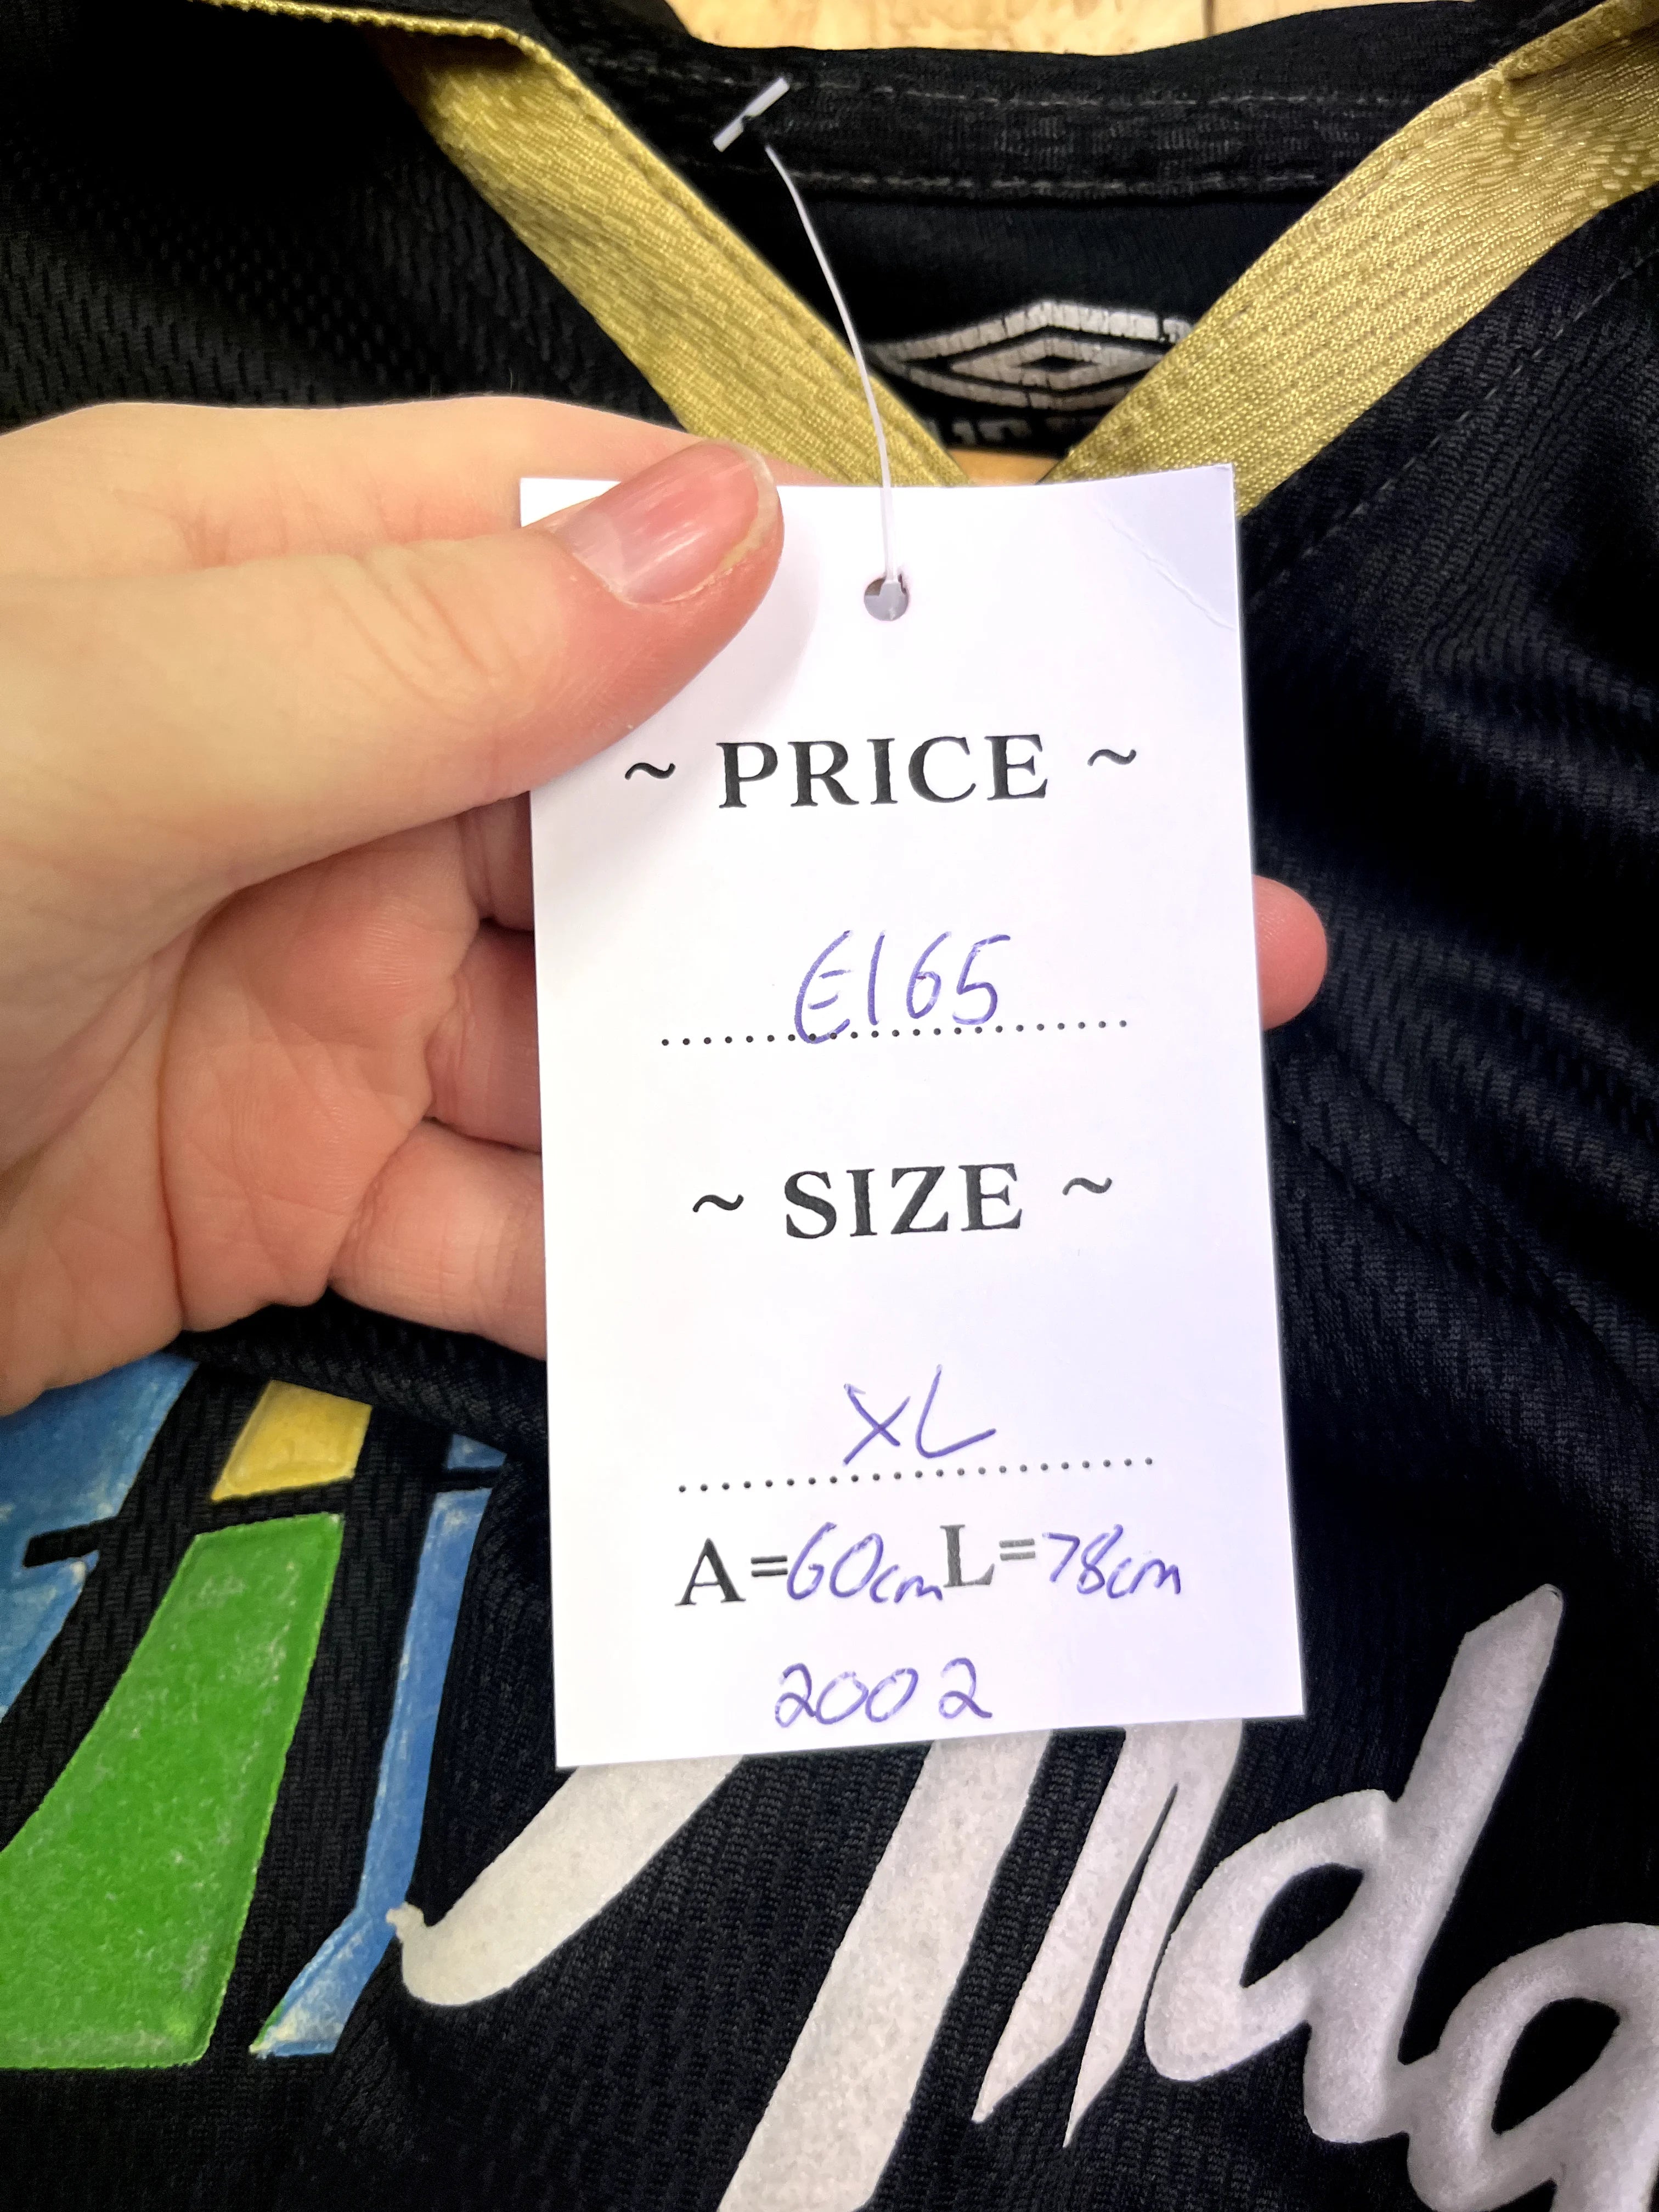 ~ PRICE ~
€165
~ SIZE ~
XL
A=60cm L=78cm
2002